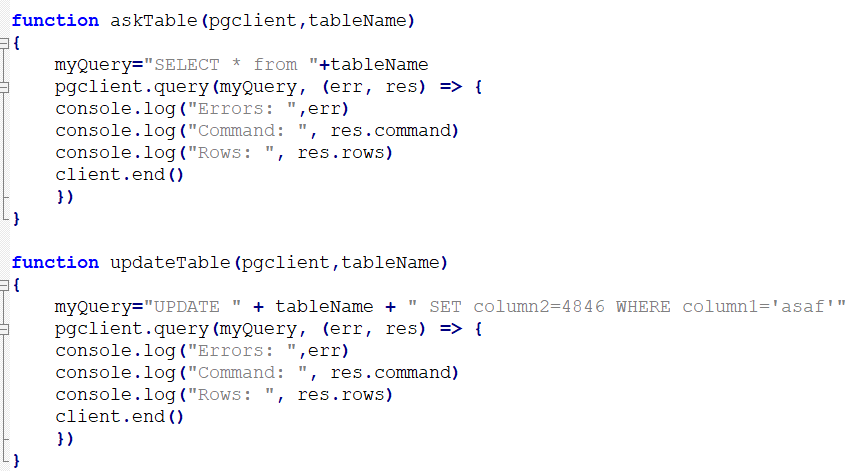 function askTable(pgclient,tableName)
{
    myQuery="SELECT * from "+tableName
    pgclient.query(myQuery, (err, res) => {
    console.log("Errors: ",err)
    console.log("Command: ", res.command)
    console.log("Rows: ", res.rows)
    client.end()
    })
}

function updateTable(pgclient,tableName)
{
    myQuery="UPDATE " + tableName + " SET column2=4846 WHERE column1='asaf'"
    pgclient.query(myQuery, (err, res) => {
    console.log("Errors: ",err)
    console.log("Command: ", res.command)
    console.log("Rows: ", res.rows)
    client.end()
    })
}